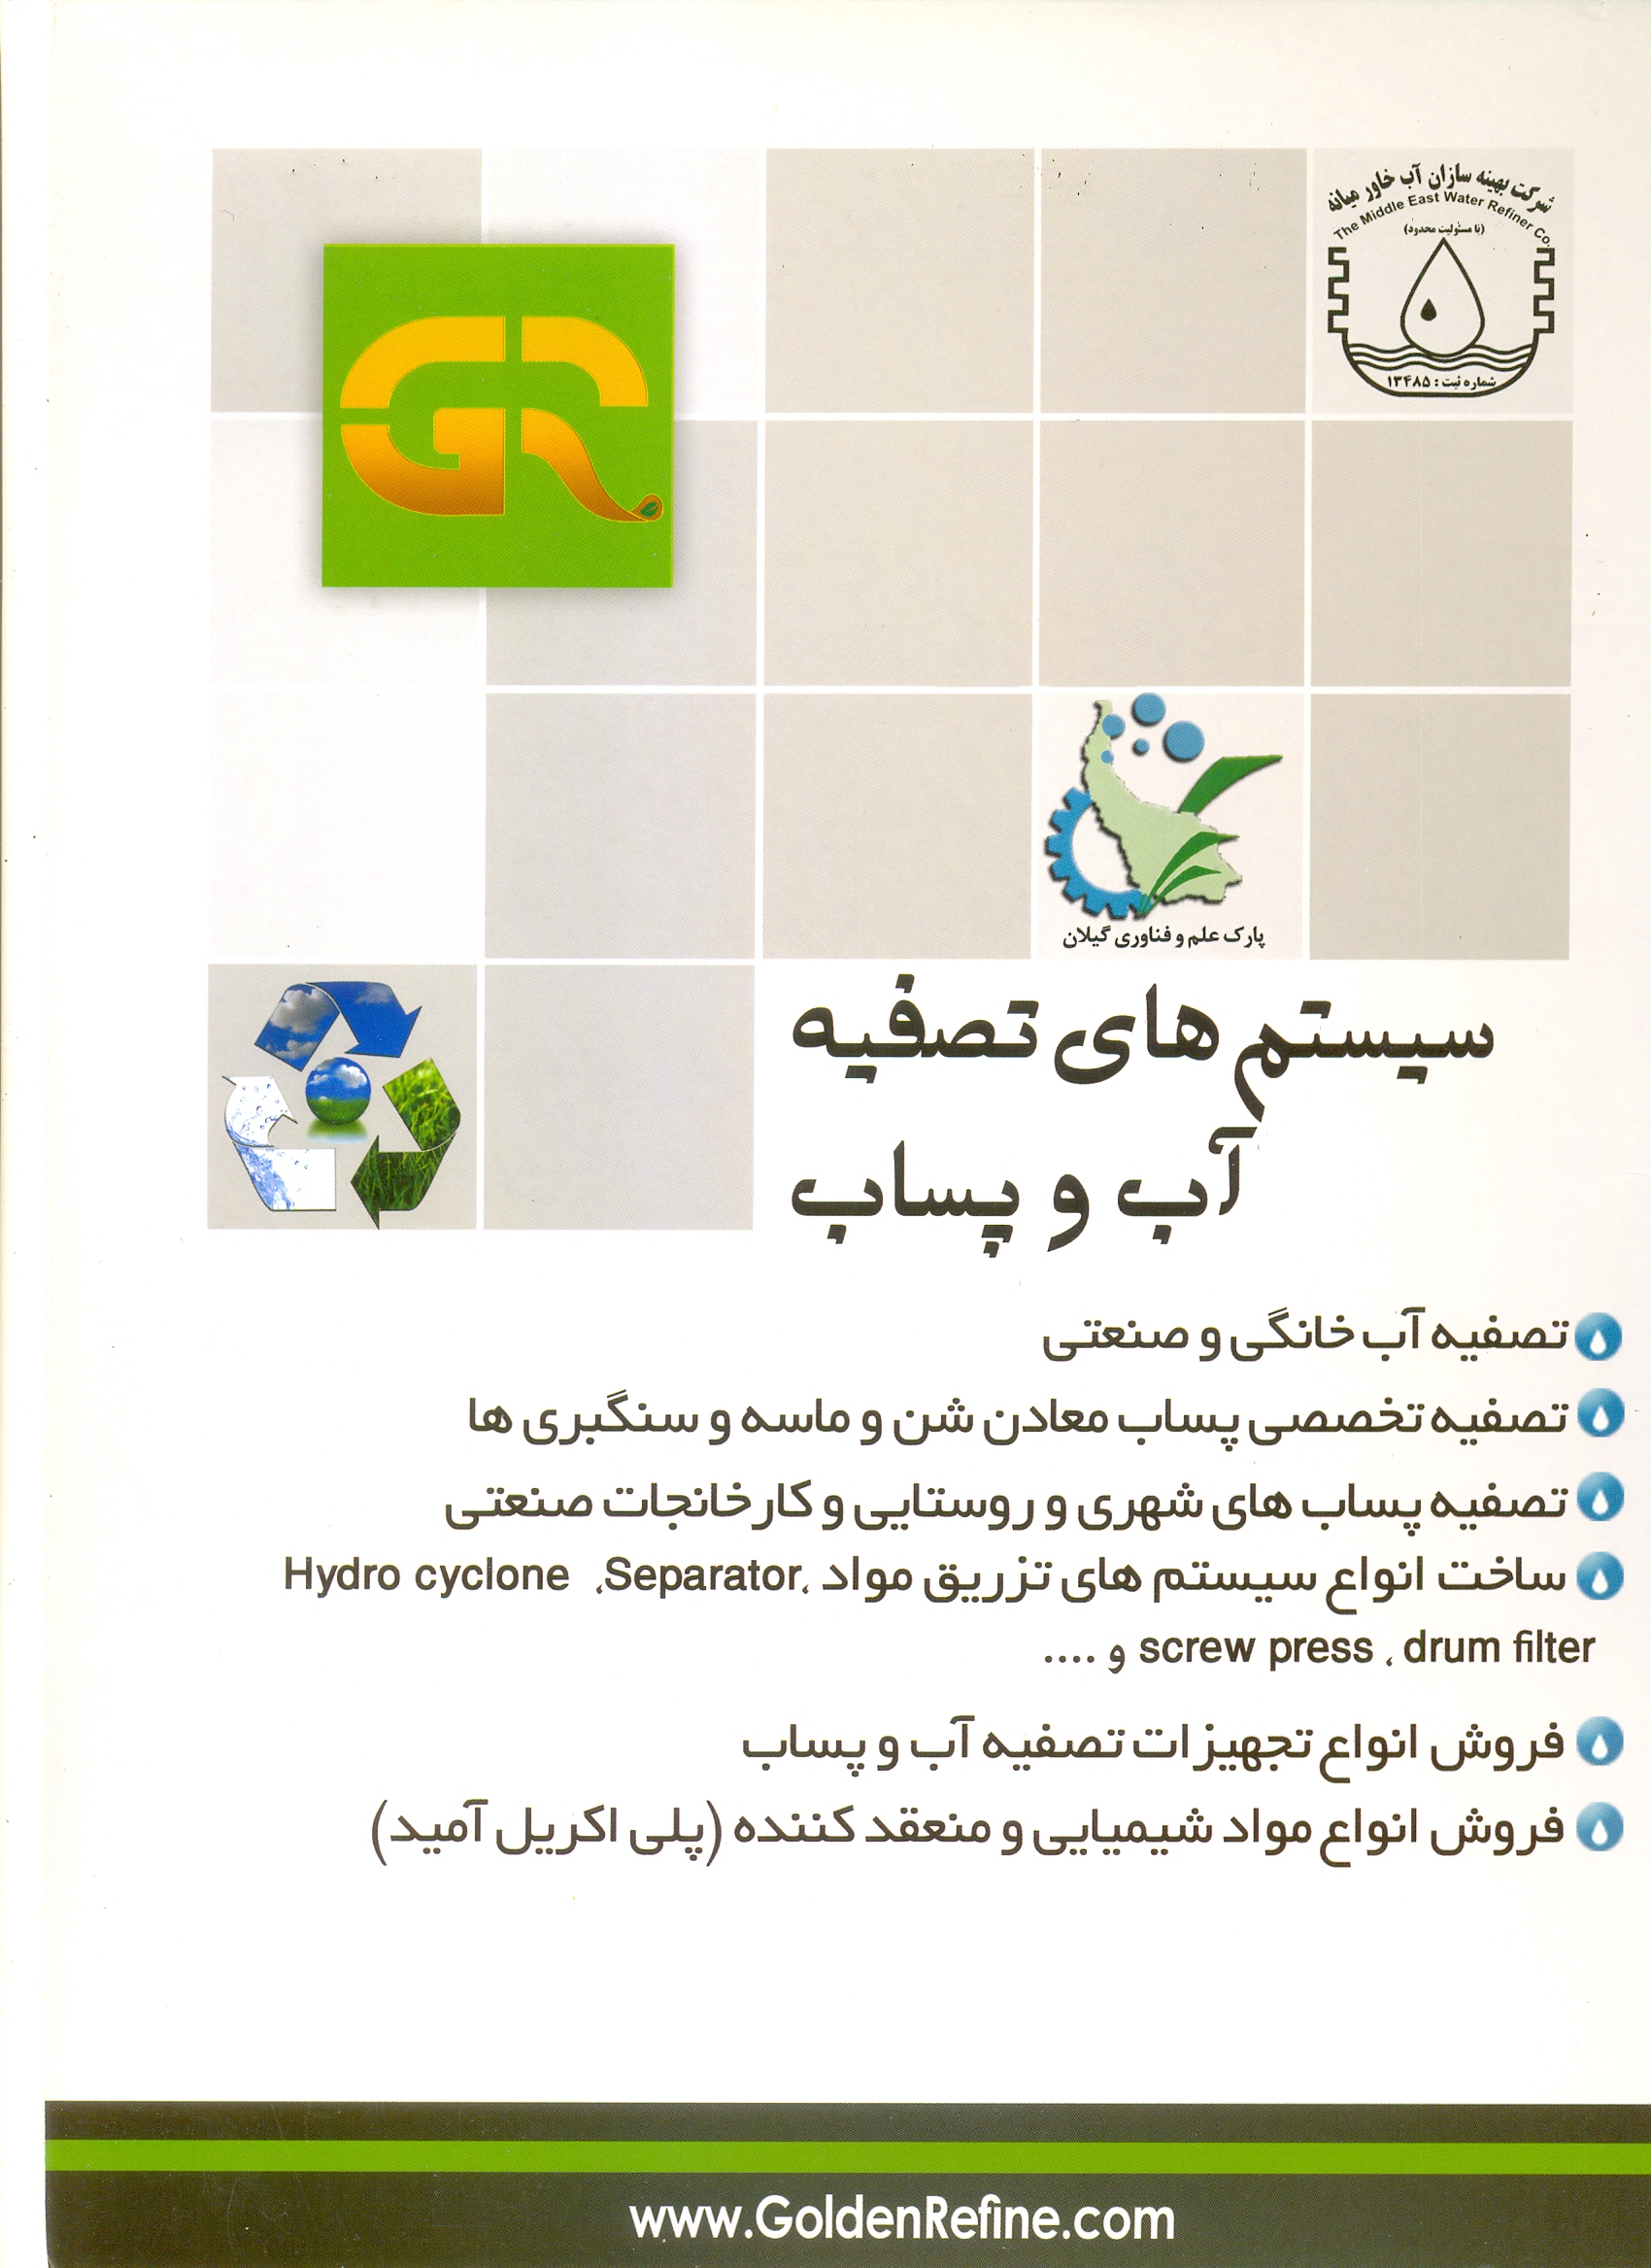 شرکت بهینه سازان آب خاور میانه
The Middle East Water Refiner Co.
(با مسئولیت محدود)
شماره ثبت : ۱۳۴۸۵
GR
پارک علم و فناوری گیلان
سیستم های تصفیه
آب و پساب
تصفیه آب خانگی و صنعتی
تصفیه تخصصی پساب معادن شن و ماسه و سنگبری ها
تصفیه پساب های شهری و روستایی و کارخانجات صنعتی
ساخت انواع سیستم های تزریق مواد ،Separator، Hydro cyclone
screw press ، drum filter و ....
فروش انواع تجهیزات تصفیه آب و پساب
فروش انواع مواد شیمیایی و منعقد کننده (پلی اکریل آمید)
www.GoldenRefine.com